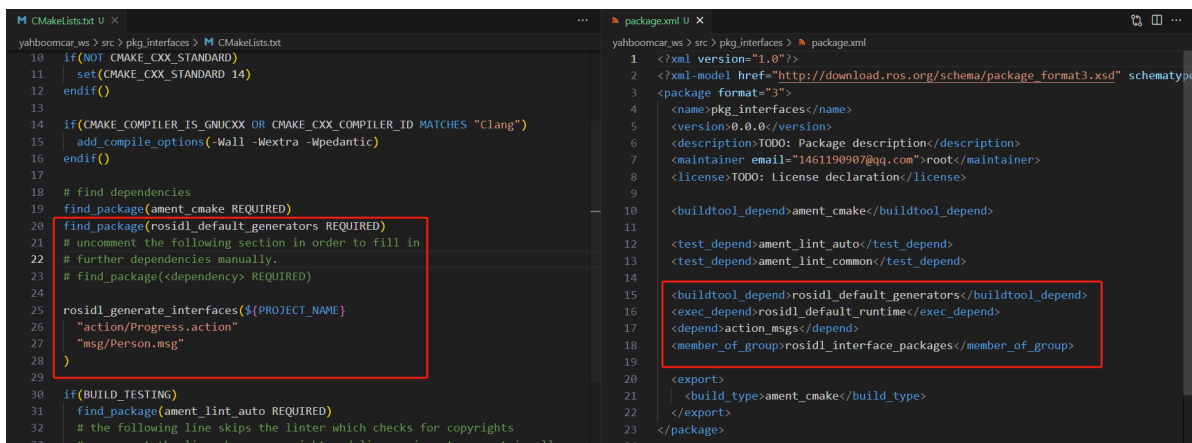 CMakeLists.txt U
yahboomcar_ws > src > pkg_interfaces > M CMakeLists.txt
10 if(NOT CMAKE_CXX_STANDARD)
11 set(CMAKE_CXX_STANDARD 14)
12 endif()
13
14 if(CMAKE_COMPILER_IS_GNUCXX OR CMAKE_CXX_COMPILER_ID MATCHES "Clang")
15 add_compile_options(-Wall -Wextra -Wpedantic)
16 endif()
17
18 # find dependencies
19 find_package(ament_cmake REQUIRED)
20 find_package(rosidl_default_generators REQUIRED)
21 # uncomment the following section in order to fill in
22 # further dependencies manually.
23 # find_package(<dependency> REQUIRED)
24
25 rosidl_generate_interfaces(${PROJECT_NAME}
26 "action/Progress.action"
27 "msg/Person.msg"
28 )
29
30 if(BUILD_TESTING)
31 find_package(ament_lint_auto REQUIRED)
32 # the following line skips the linter which checks for copyrights
package.xml U
yahboomcar_ws > src > pkg_interfaces > package.xml
1 <?xml version="1.0"?>
2 <?xml-model href="http://download.ros.org/schema/package_format3.xsd" schematype
3 <package format="3">
4 <name>pkg_interfaces</name>
5 <version>0.0.0</version>
6 <description>TODO: Package description</description>
7 <maintainer email="1461190907@qq.com">root</maintainer>
8 <license>TODO: License declaration</license>
9
10 <buildtool_depend>ament_cmake</buildtool_depend>
11
12 <test_depend>ament_lint_auto</test_depend>
13 <test_depend>ament_lint_common</test_depend>
14
15 <buildtool_depend>rosidl_default_generators</buildtool_depend>
16 <exec_depend>rosidl_default_runtime</exec_depend>
17 <depend>action_msgs</depend>
18 <member_of_group>rosidl_interface_packages</member_of_group>
19
20 <export>
21 <build_type>ament_cmake</build_type>
22 </export>
23 </package>